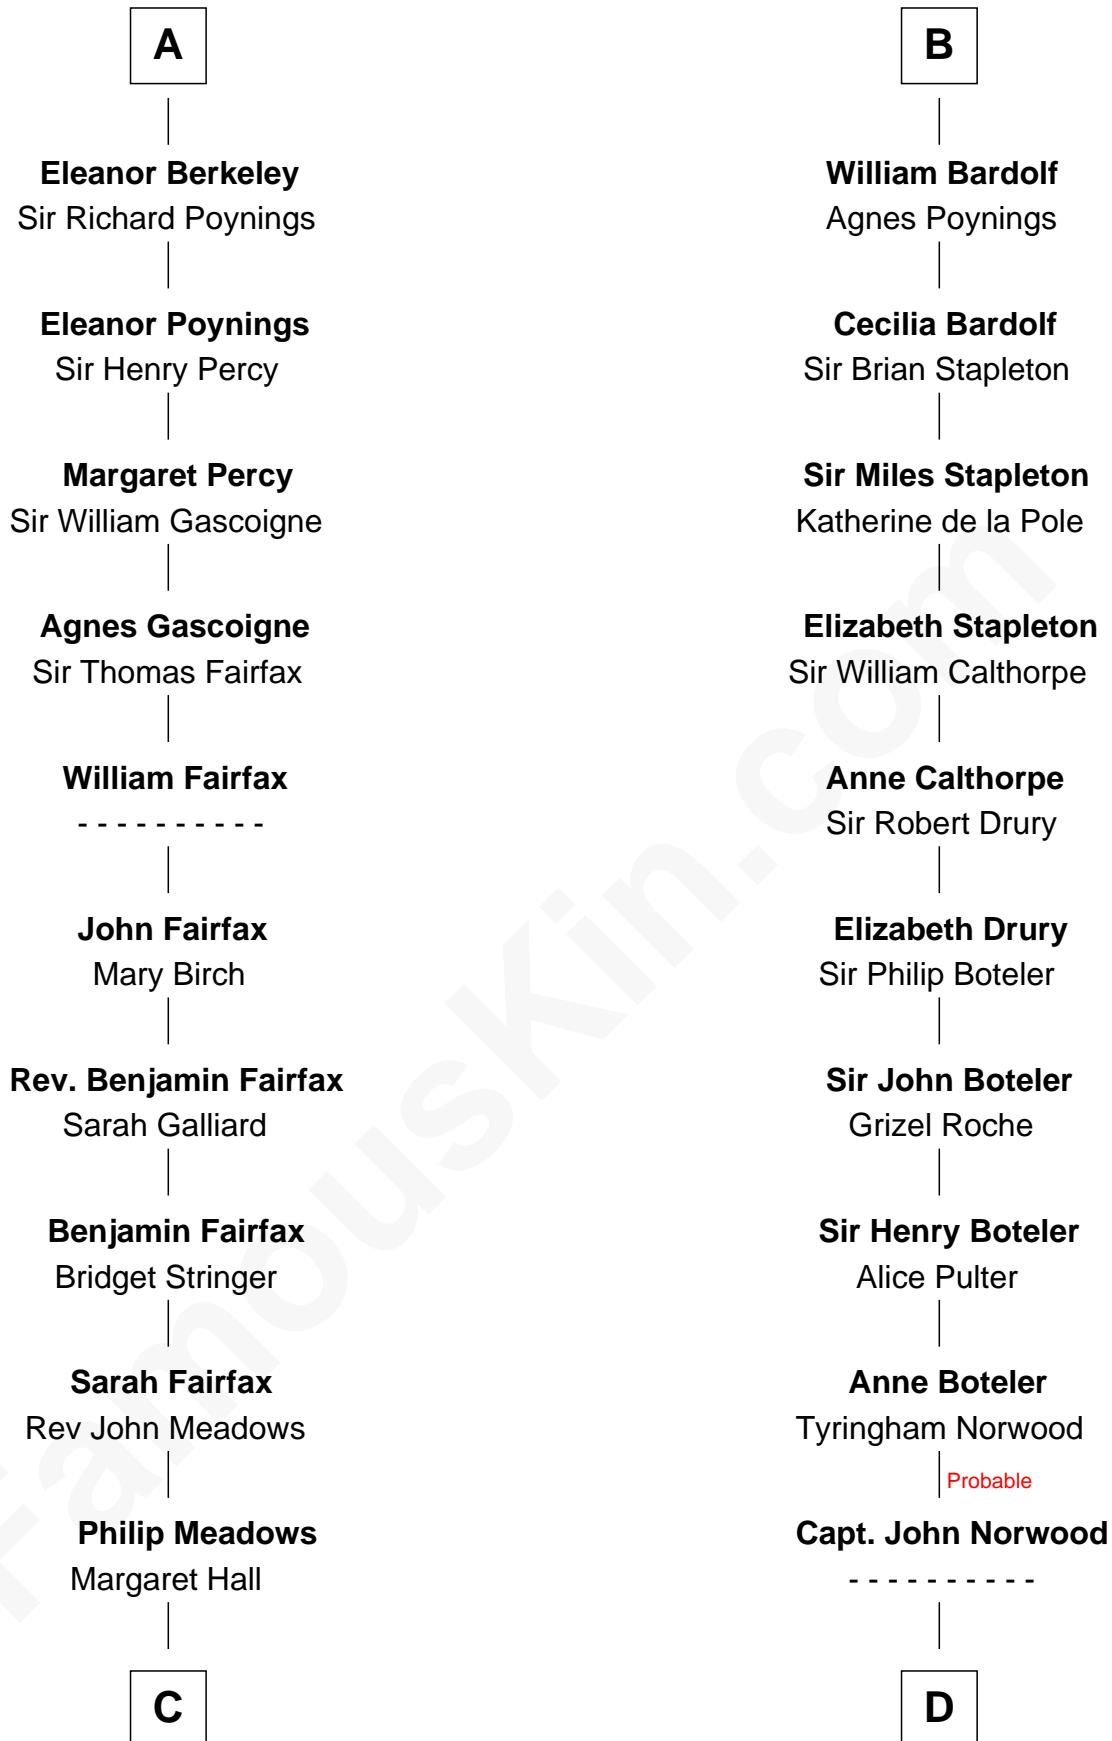 A
Eleanor Berkeley
Sir Richard Poynings
Eleanor Poynings
Sir Henry Percy
Margaret Percy
Sir William Gascoigne
Agnes Gascoigne
Sir Thomas Fairfax
William Fairfax
- - - - - - - - - -
John Fairfax
Mary Birch
Rev. Benjamin Fairfax
Sarah Galliard
Benjamin Fairfax
Bridget Stringer
Sarah Fairfax
Rev John Meadows
Philip Meadows
Margaret Hall
C
B
William Bardolf
Agnes Poynings
Cecilia Bardolf
Sir Brian Stapleton
Sir Miles Stapleton
Katherine de la Pole
Elizabeth Stapleton
Sir William Calthorpe
Anne Calthorpe
Sir Robert Drury
Elizabeth Drury
Sir Philip Boteler
Sir John Boteler
Grizel Roche
Sir Henry Boteler
Alice Pulter
Anne Boteler
Tyringham Norwood
Probable
Capt. John Norwood
- - - - - - - - - -
D
FamousKin.com